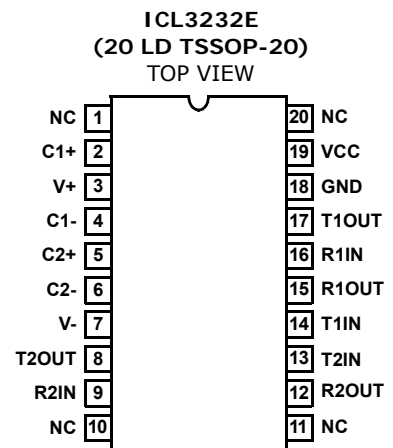 ICL3232E
(20 LD TSSOP-20)
TOP VIEW
NC 1 20 NC
C1+ 2 19 VCC
V+ 3 18 GND
C1- 4 17 T1OUT
C2+ 5 16 R1IN
C2- 6 15 R1OUT
V- 7 14 T1IN
T2OUT 8 13 T2IN
R2IN 9 12 R2OUT
NC 10 11 NC